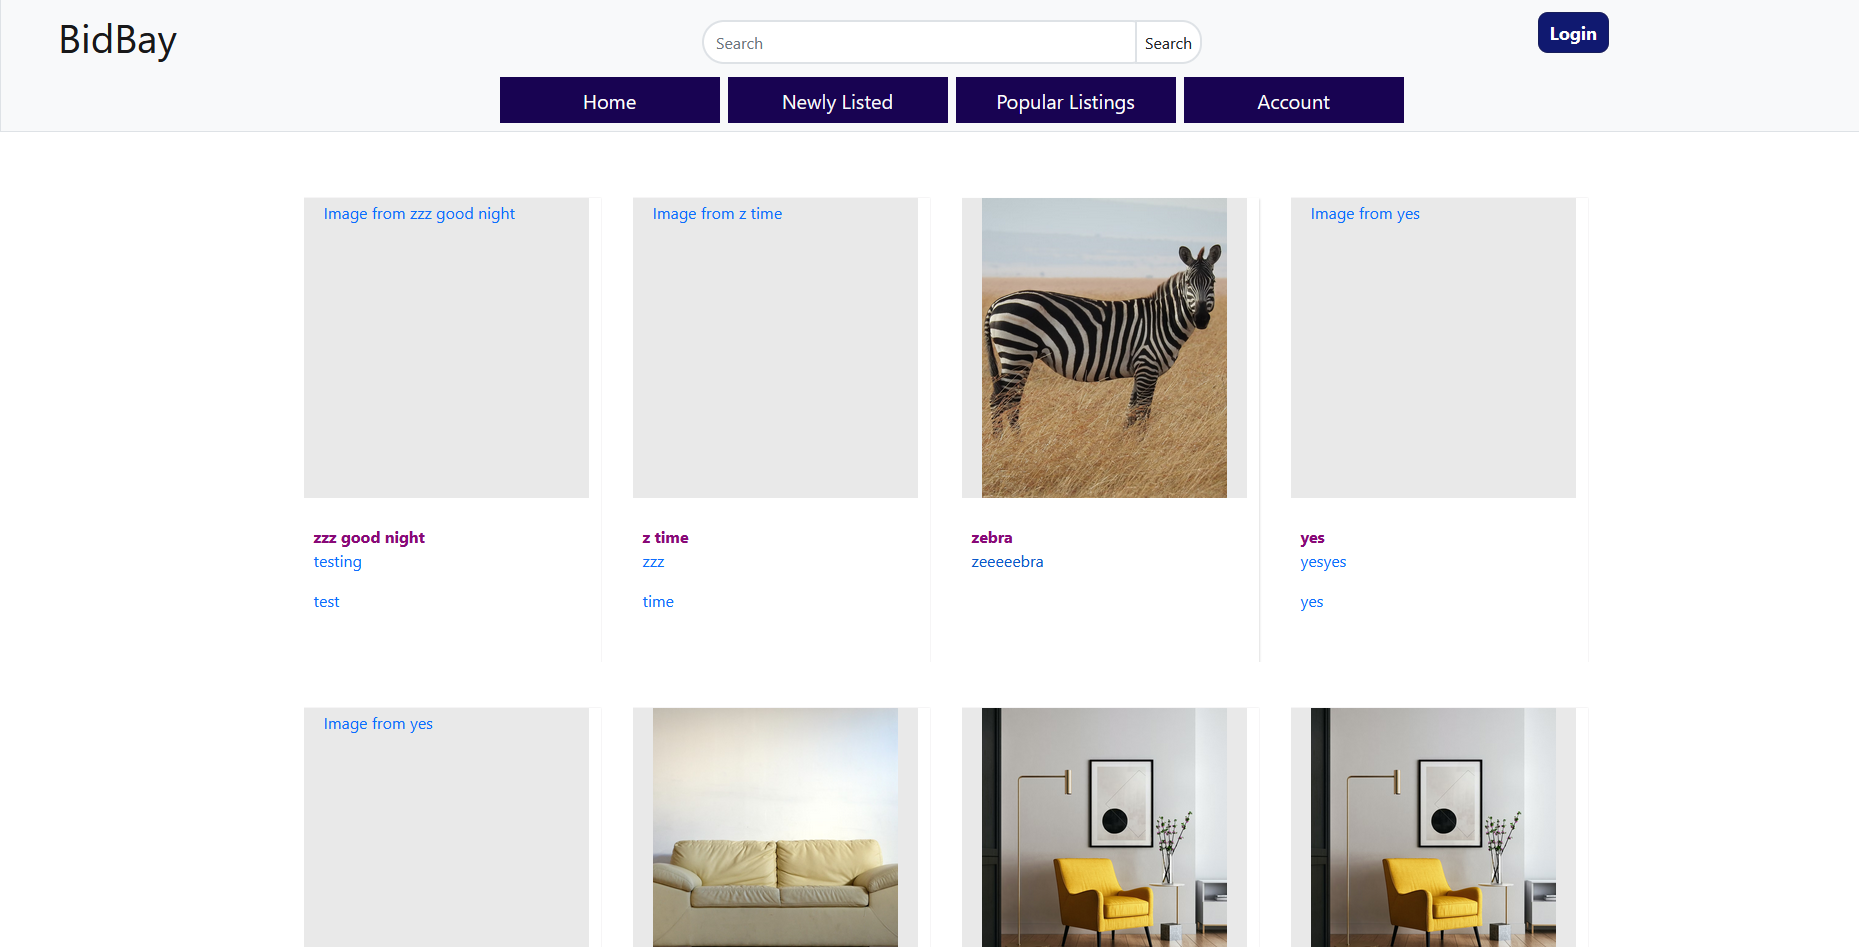 BidBay
Search Search
Login
Home Newly Listed Popular Listings Account
Image from zzz good night
Image from z time
Image from yes
zzz good night
testing
test
z time
zzz
time
zebra
zeeeeebra
yes
yesyes
yes
Image from yes